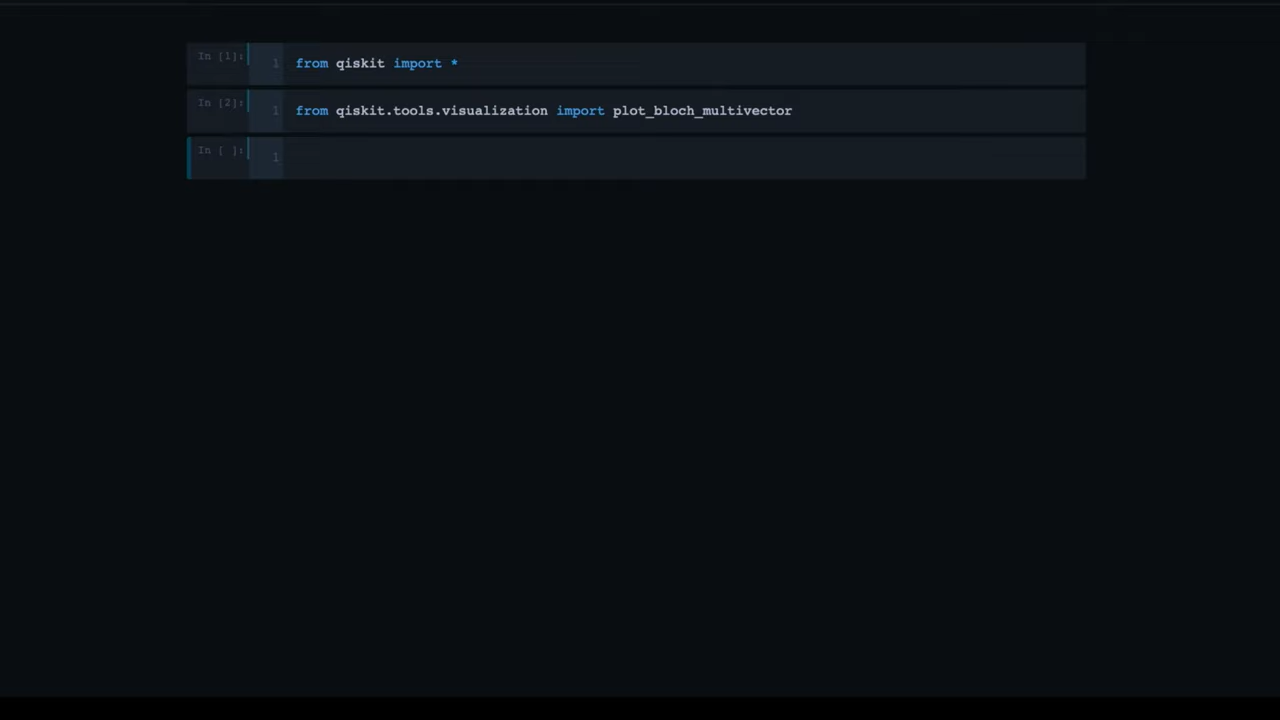 In [1]: 1 from qiskit import *
In [2]: 1 from qiskit.tools.visualization import plot_bloch_multivector
In [ ]: 1